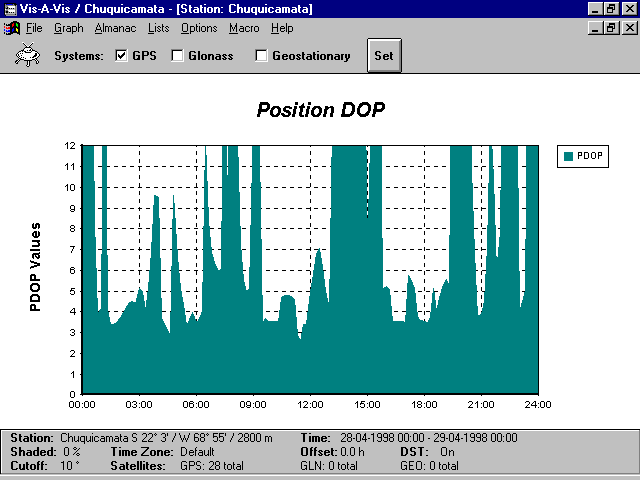 Vis-A-Vis / Chuquicamata - [Station: Chuquicamata]
File Graph Almanac Lists Options Macro Help
Systems: GPS Glonass Geostationary Set
Position DOP
PDOP
PDOP Values
12
11
10
9
8
7
6
5
4
3
2
1
0
00:00 03:00 06:00 09:00 12:00 15:00 18:00 21:00 24:00
Station: Chuquicamata S 22° 3' / W 68° 55' / 2800 m Time: 28-04-1998 00:00 - 29-04-1998 00:00
Shaded: 0 % Time Zone: Default Offset: 0.0 h DST: On
Cutoff: 10 ° Satellites: GPS: 28 total GLN: 0 total GEO: 0 total